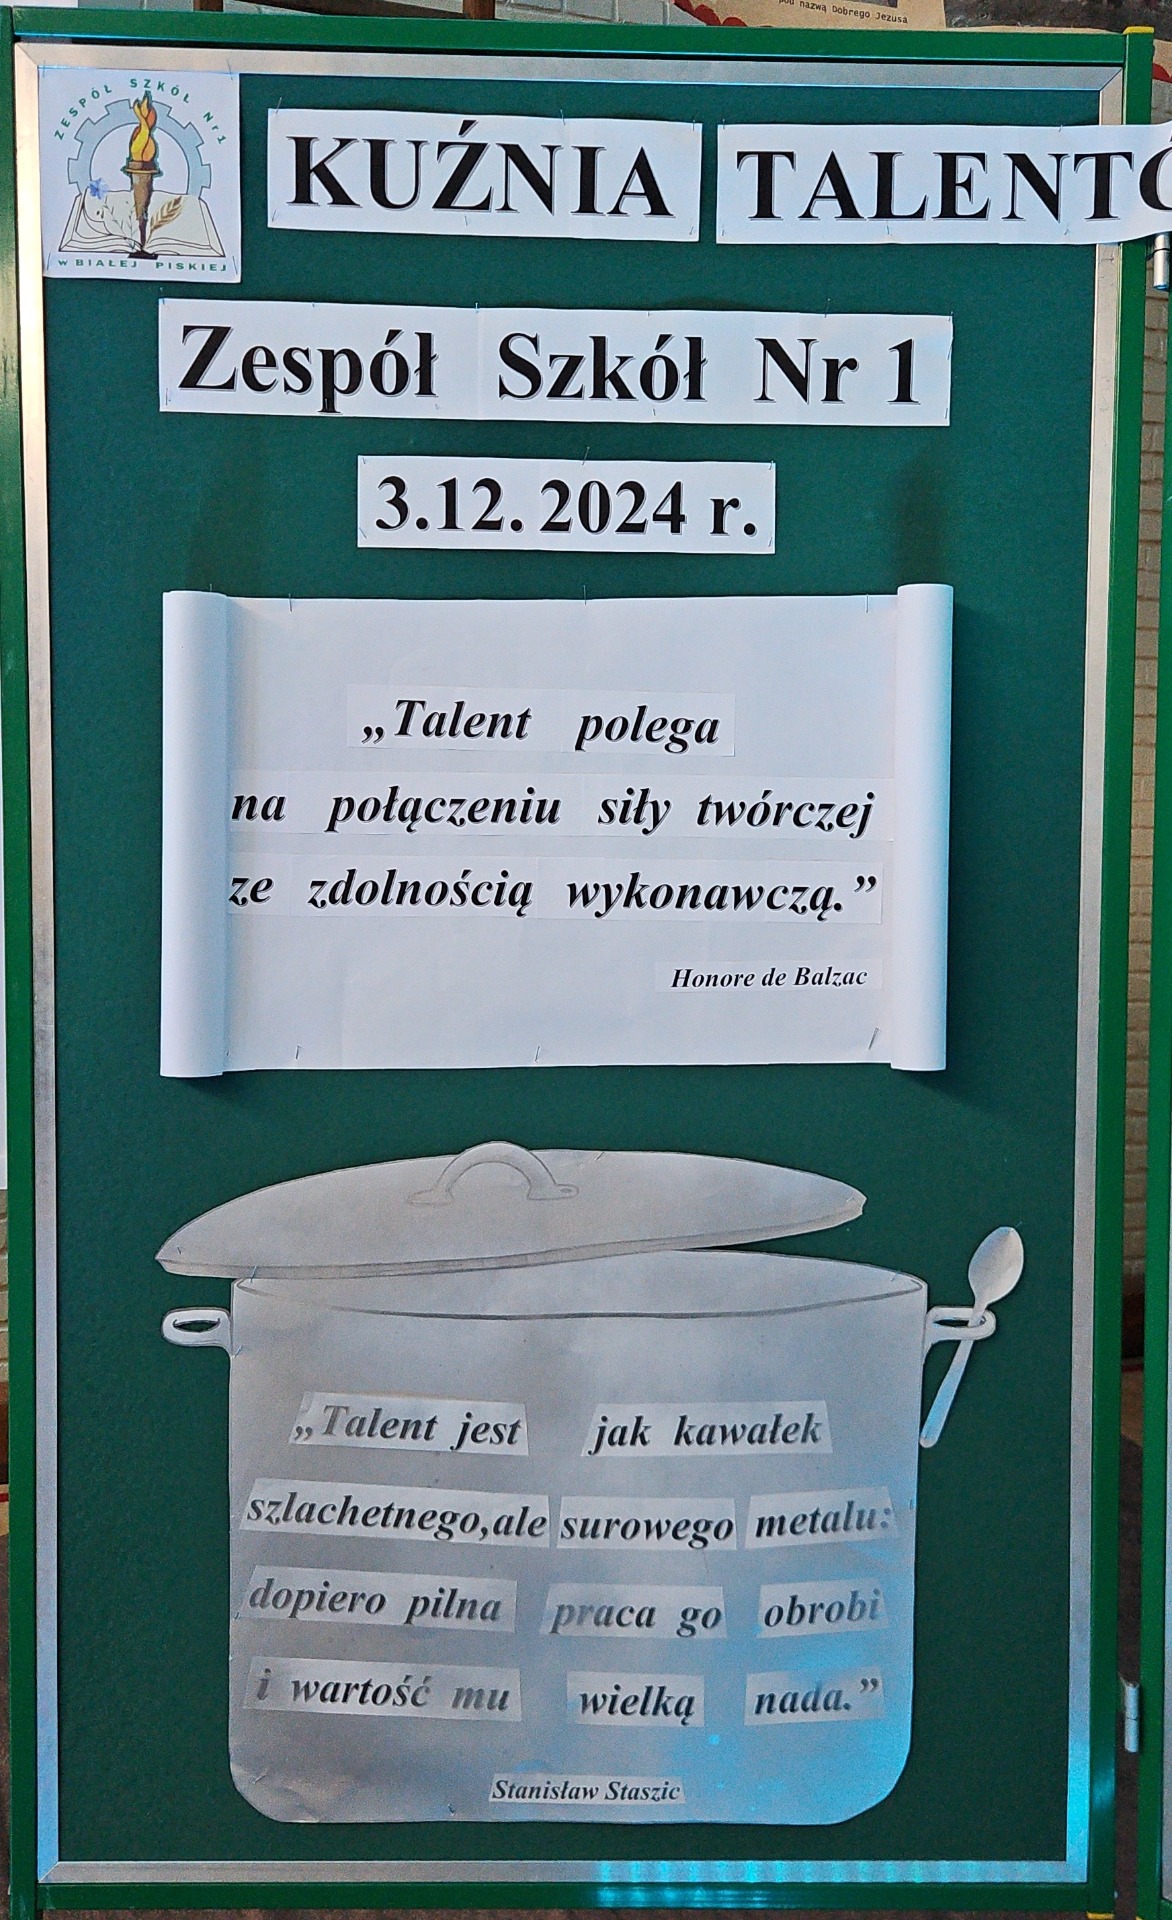 pod nazwą Dobrego Jezusa
ZESPÓŁ SZKÓŁ Nr 1
w BIAŁEJ PISKIEJ
KUŹNIA TALENTÓ
Zespół Szkół Nr 1
3.12.2024 r.
„Talent polega
na połączeniu siły twórczej
ze zdolnością wykonawczą.”
Honore de Balzac
„Talent jest jak kawałek
szlachetnego,ale surowego metalu:
dopiero pilna praca go obrobi
i wartość mu wielką nada.”
Stanisław Staszic